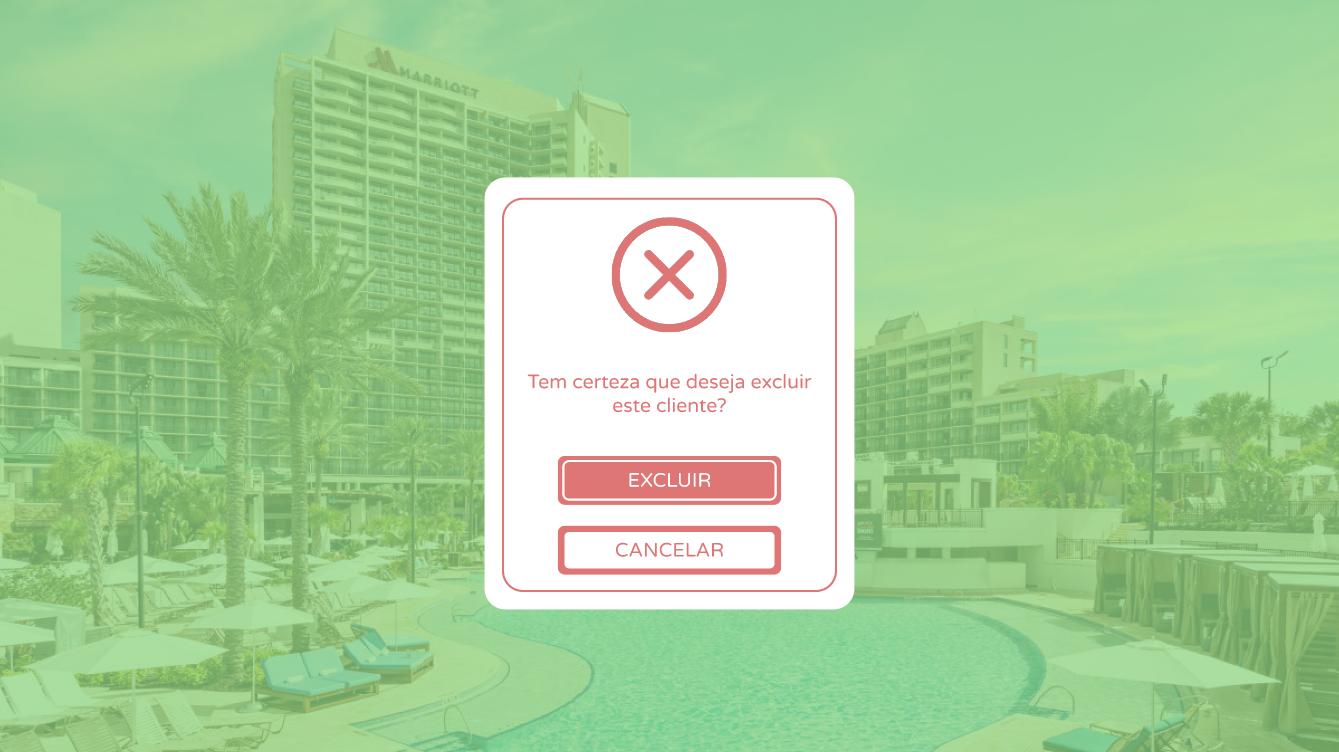 MARRIOTT
Tem certeza que deseja excluir
este cliente?
EXCLUIR
CANCELAR